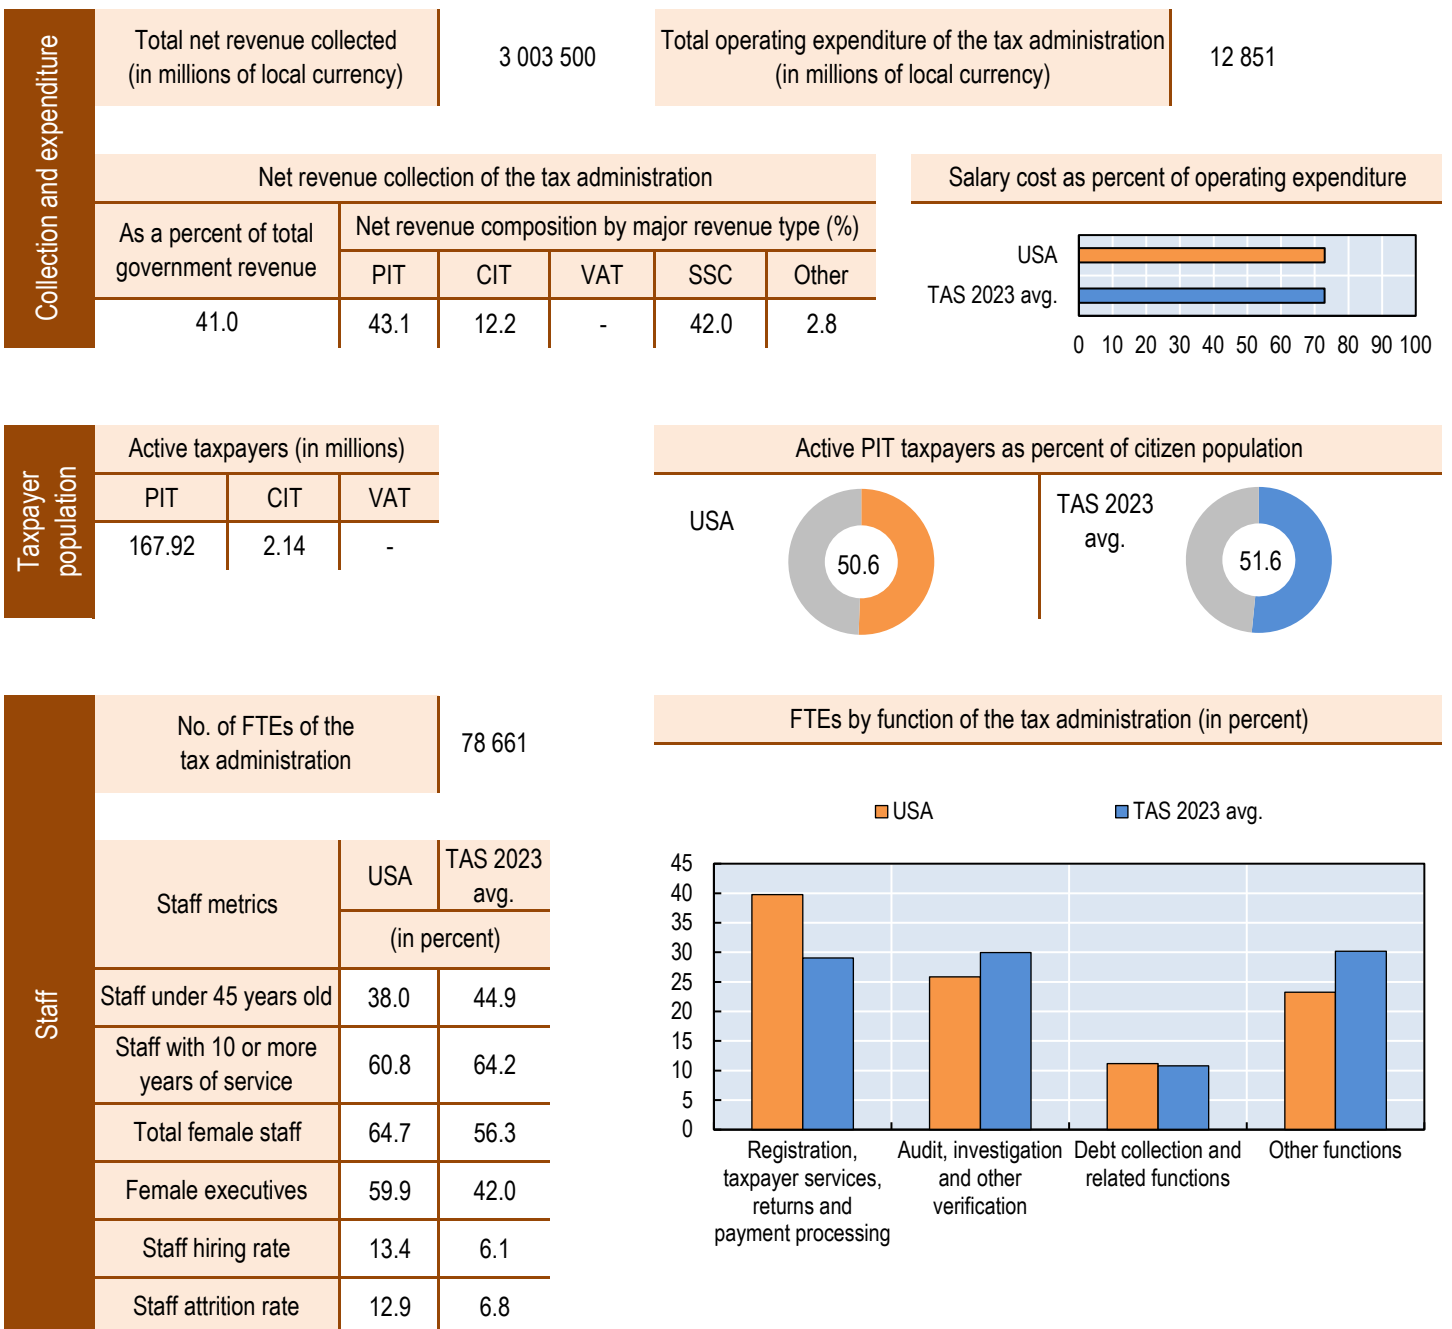 Collection and expenditure
Total net revenue collected
(in millions of local currency)
3 003 500
Total operating expenditure of the tax administration
(in millions of local currency)
12 851
Net revenue collection of the tax administration
As a percent of total
government revenue
Net revenue composition by major revenue type (%)
PIT CIT VAT SSC Other
41.0 43.1 12.2 - 42.0 2.8
Salary cost as percent of operating expenditure
USA
TAS 2023 avg.
0 10 20 30 40 50 60 70 80 90 100
Taxpayer
population
Active taxpayers (in millions)
PIT CIT VAT
167.92 2.14 -
Active PIT taxpayers as percent of citizen population
USA
50.6
TAS 2023
avg.
51.6
Staff
No. of FTEs of the
tax administration
78 661
Staff metrics
USA
TAS 2023
avg.
(in percent)
Staff under 45 years old 38.0 44.9
Staff with 10 or more
years of service
60.8 64.2
Total female staff 64.7 56.3
Female executives 59.9 42.0
Staff hiring rate 13.4 6.1
Staff attrition rate 12.9 6.8
FTEs by function of the tax administration (in percent)
USA TAS 2023 avg.
45
40
35
30
25
20
15
10
5
0
Registration,
taxpayer services,
returns and
payment processing
Audit, investigation
and other
verification
Debt collection and
related functions
Other functions